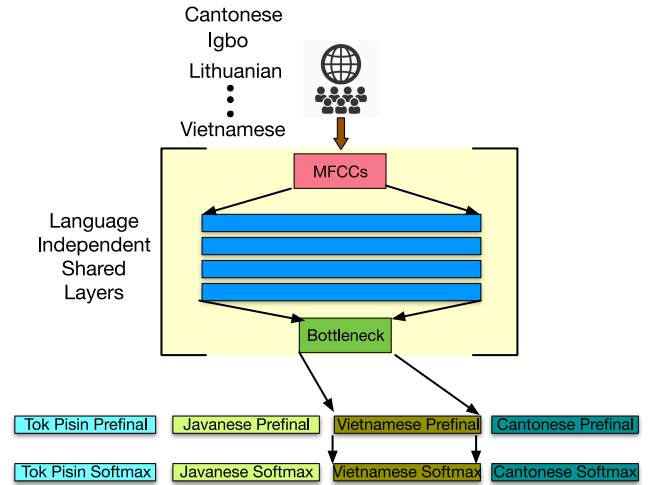 Cantonese
Igbo
Lithuanian
Vietnamese
MFCCs
Language
Independent
Shared
Layers
Bottleneck
Tok Pisin Prefinal
Javanese Prefinal
Vietnamese Prefinal
Cantonese Prefinal
Tok Pisin Softmax
Javanese Softmax
Vietnamese Softmax
Cantonese Softmax